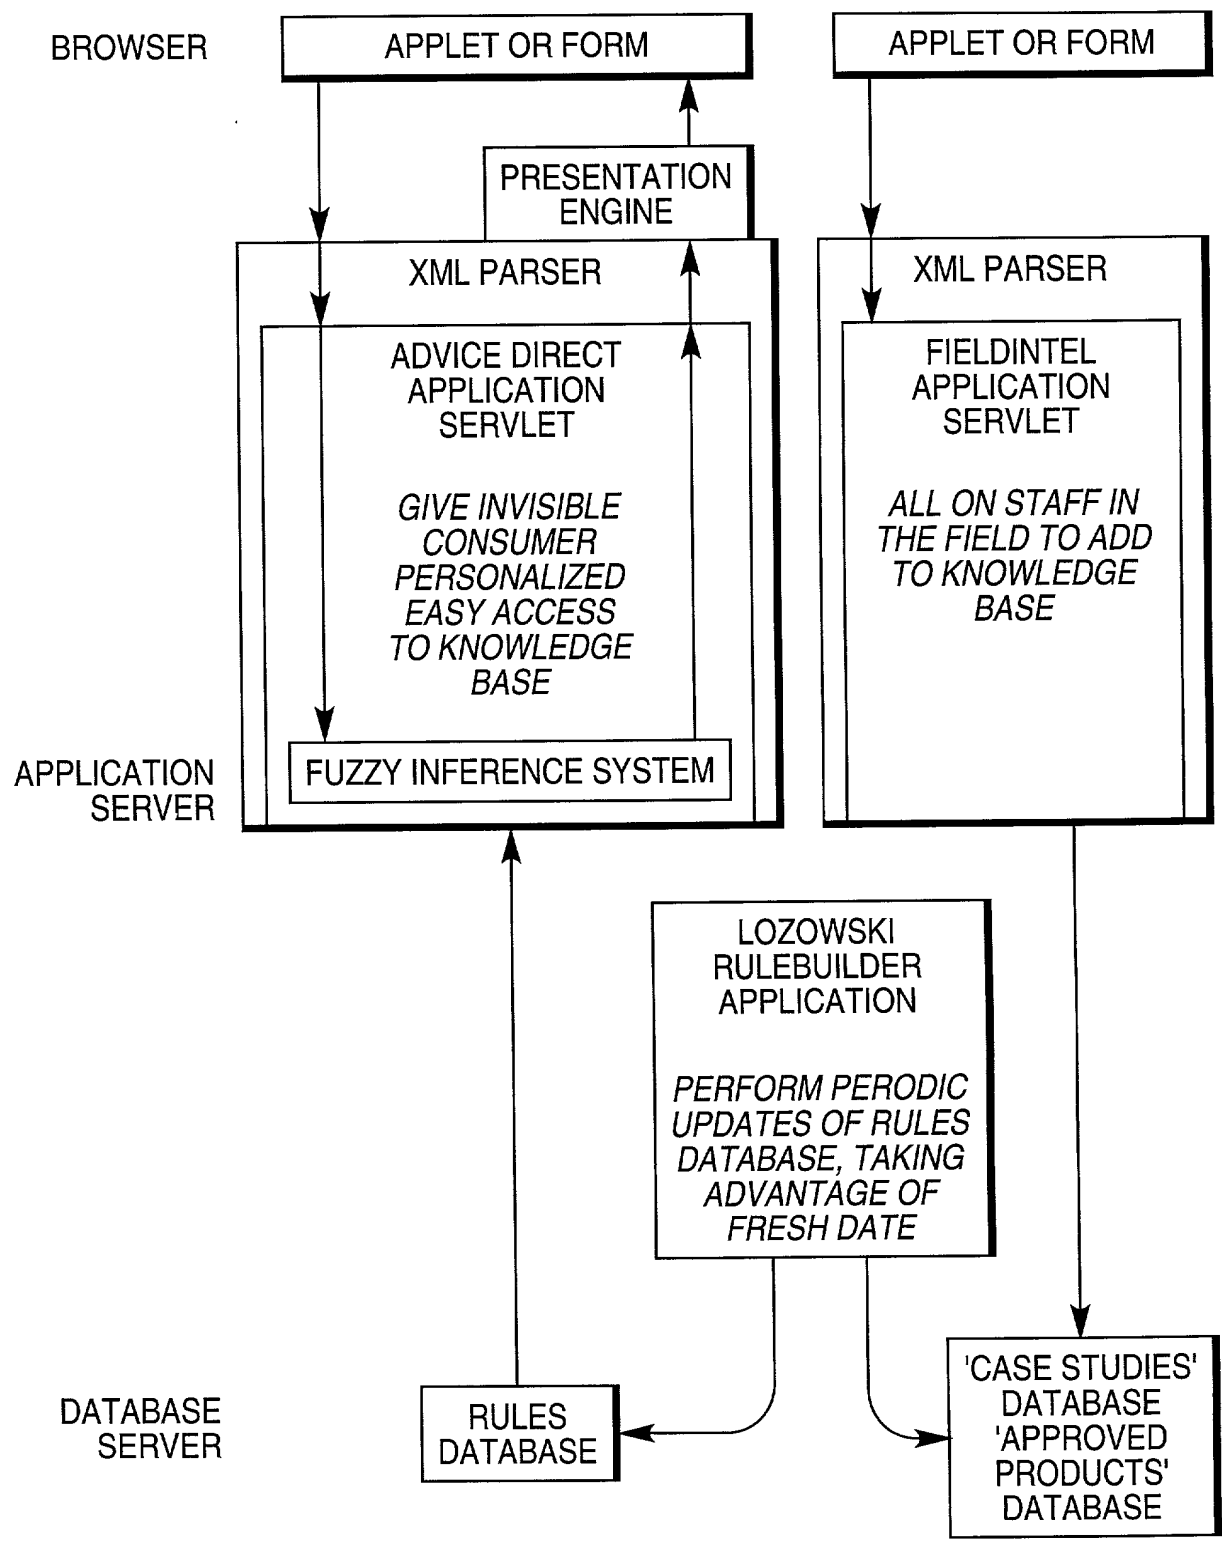 BROWSER
APPLET OR FORM
APPLET OR FORM
PRESENTATION
ENGINE
XML PARSER
XML PARSER
ADVICE DIRECT
APPLICATION
SERVLET
GIVE INVISIBLE
CONSUMER
PERSONALIZED
EASY ACCESS
TO KNOWLEDGE
BASE
FUZZY INFERENCE SYSTEM
FIELDINTEL
APPLICATION
SERVLET
ALL ON STAFF IN
THE FIELD TO ADD
TO KNOWLEDGE
BASE
APPLICATION
SERVER
LOZOWSKI
RULEBUILDER
APPLICATION
PERFORM PERODIC
UPDATES OF RULES
DATABASE, TAKING
ADVANTAGE OF
FRESH DATE
DATABASE
SERVER
RULES
DATABASE
'CASE STUDIES'
DATABASE
'APPROVED
PRODUCTS'
DATABASE